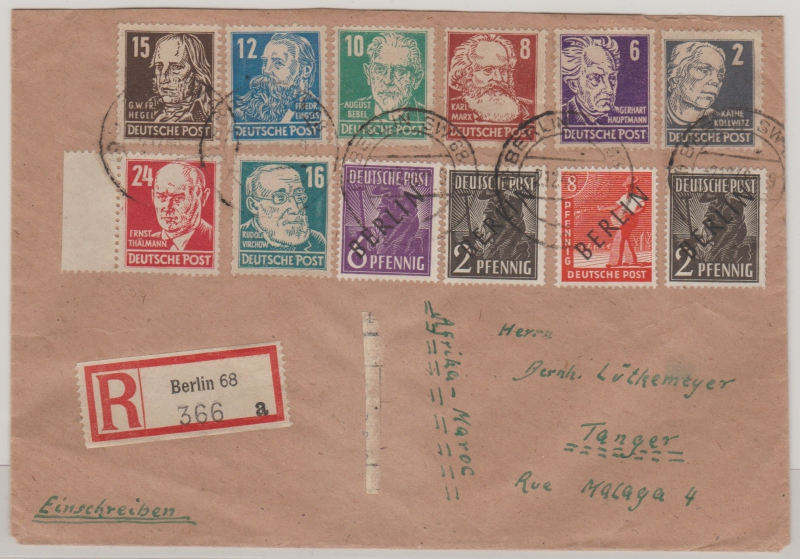 15
G.W.FR.
HEGEL
DEUTSCHE POST
12
FRIEDR.
ENGELS
DEUTSCHE POST
10
AUGUST
BEBEL
DEUTSCHE POST
8
KARL
MARX
DEUTSCHE POST
6
GERHART
HAUPTMANN
DEUTSCHE POST
2
KÄTHE
KOLLWITZ
DEUTSCHE POST
24
ERNST
THÄLMANN
DEUTSCHE POST
16
RUDOLF
VIRCHOW
DEUTSCHE POST
DEUTSCHE POST
BERLIN
6 PFENNIG
DEUTSCHE POST
BERLIN
2 PFENNIG
8
PFENNIG
BERLIN
DEUTSCHE POST
DEUTSCHE POST
BERLIN
2 PFENNIG
BERLIN SW 68
R
Berlin 68
366 a
Einschreiben
Afrika-Maroc
Herrn
Bernh. Lütkemeyer
Tanger
Rue Malaga 4